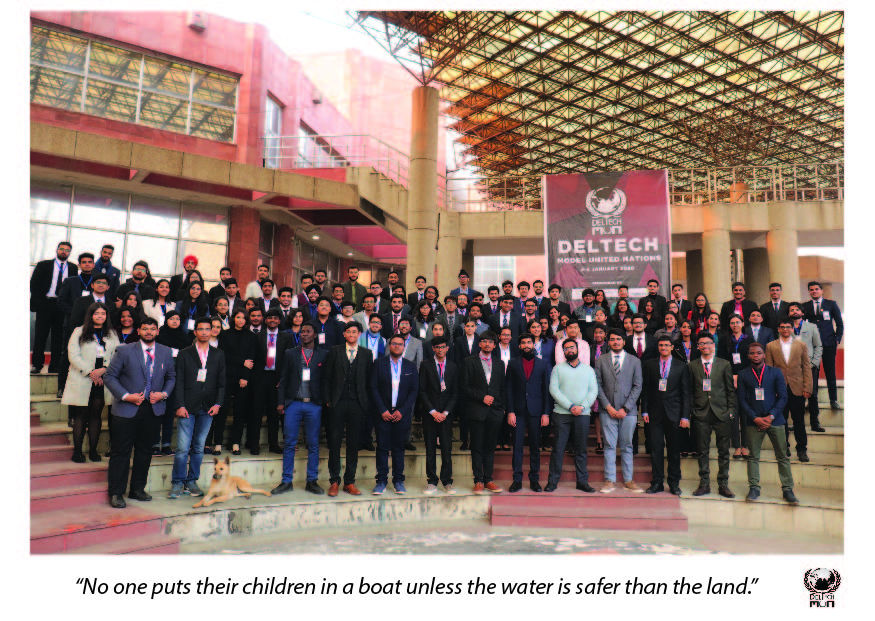 DELTECH
MUN
DELTECH
MODEL UNITED NATIONS
“No one puts their children in a boat unless the water is safer than the land.”
DELTECH
MUN